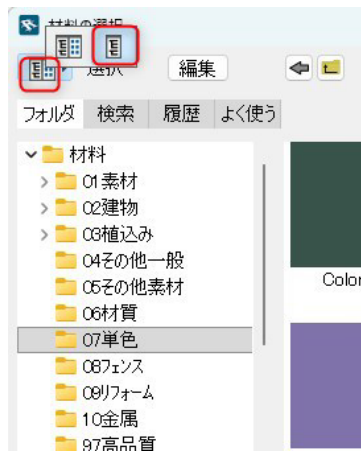 材料の選択
選択 編集
フォルダ 検索 履歴 よく使う
材料
01素材
02建物
03植込み
04その他一般
05その他素材
06材質
07単色
08フェンス
09リフォーム
10金属
97高品質
Color